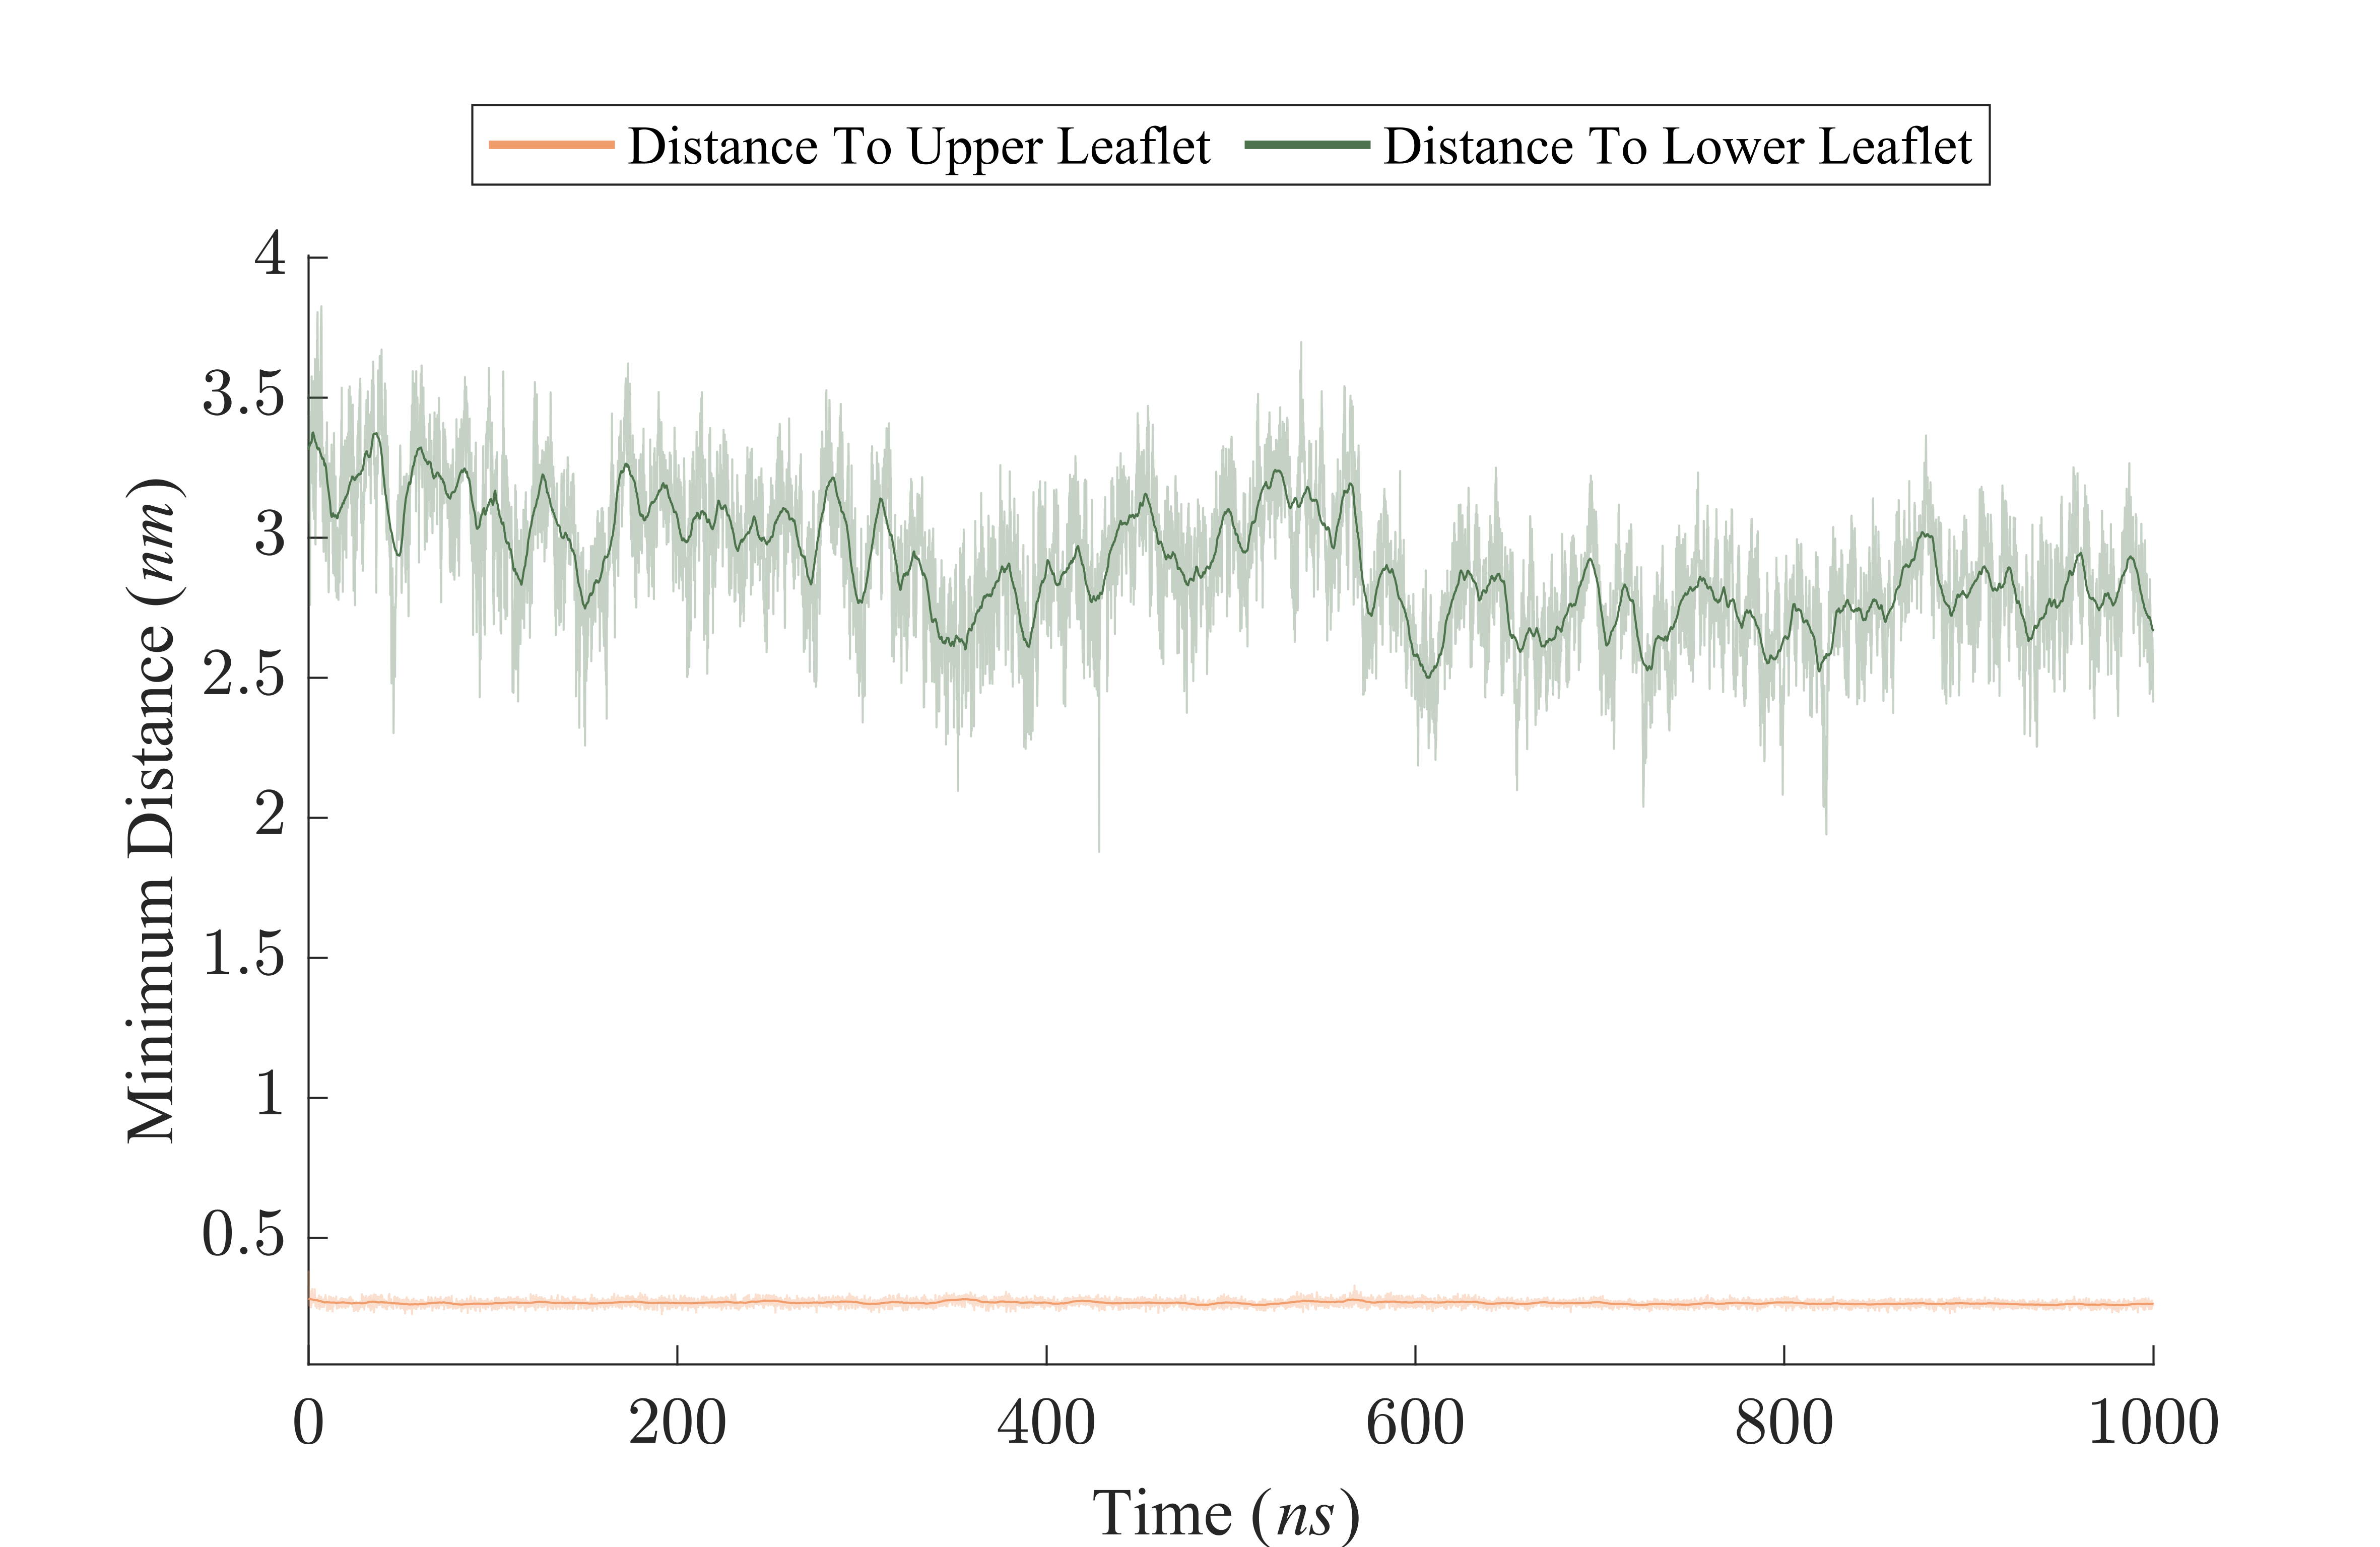 Distance To Upper Leaflet Distance To Lower Leaflet
4
3.5
3
2.5
2
1.5
1
0.5
Minimum Distance (nm)
0 200 400 600 800 1000
Time (ns)